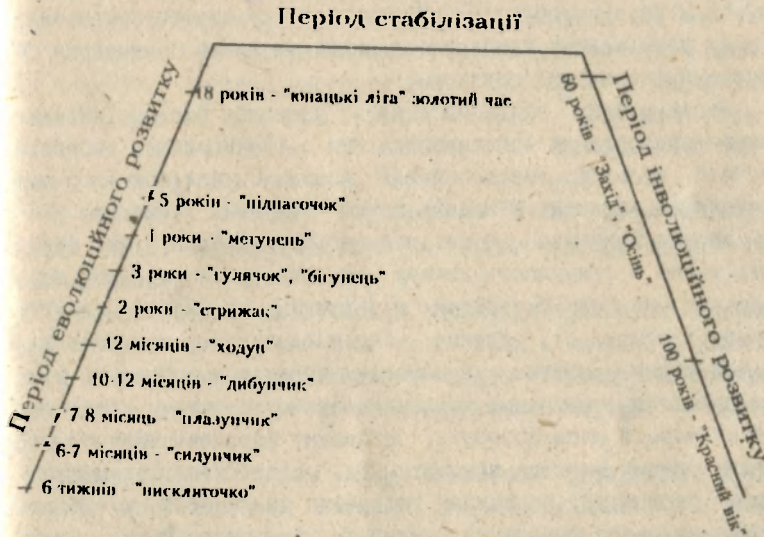 Період стабілізації
18 років - "юнацькі літа" золотий час
5 років - "підпасочок"
4 роки - "метунець"
3 роки - "гулячок", "бігунець"
2 роки - "стрижак"
12 місяців - "ходун"
10-12 місяців - "дибунчик"
7-8 місяць "плазунчик"
6-7 місяців - "сидунчик"
6 тижнів "нискляточко"
Період еволюційного розвитку
60 років - "Захід" "Осінь"
100 років - "Красний вік"
Період інволюційного розвитку